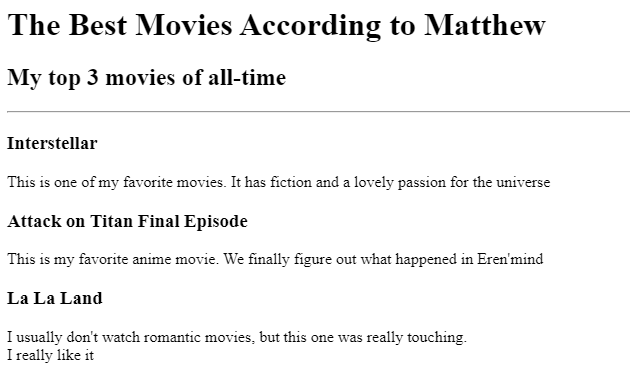 The Best Movies According to Matthew
My top 3 movies of all-time
Interstellar
This is one of my favorite movies. It has fiction and a lovely passion for the universe
Attack on Titan Final Episode
This is my favorite anime movie. We finally figure out what happened in Eren'mind
La La Land
I usually don't watch romantic movies, but this one was really touching.
I really like it